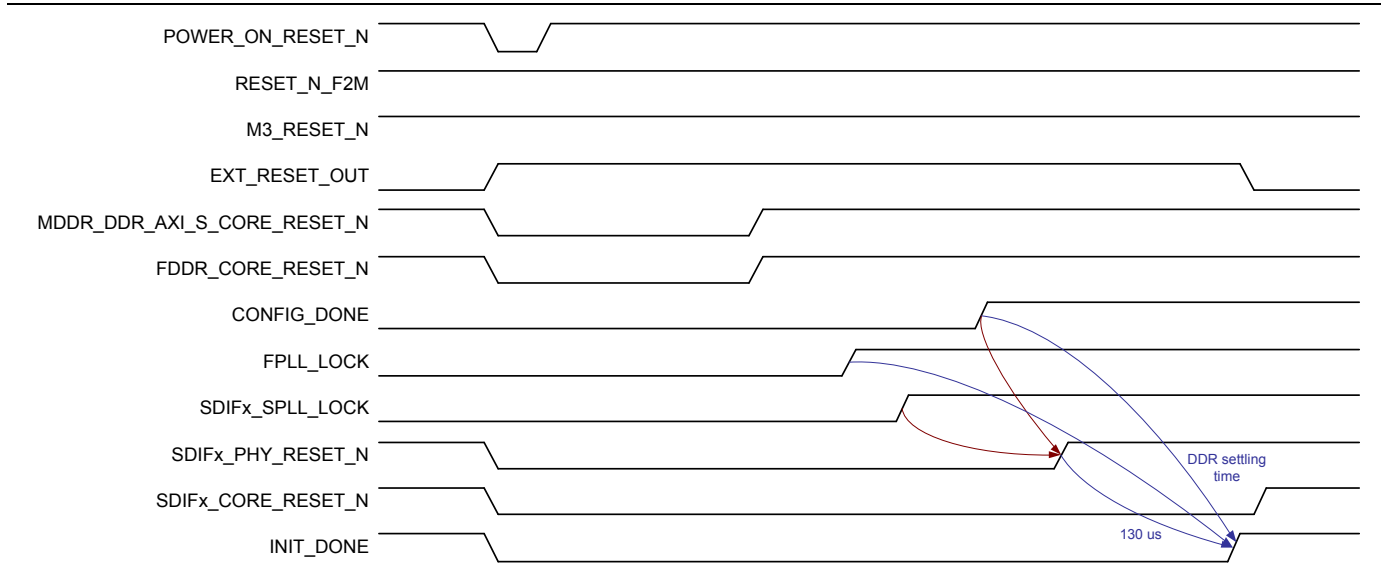 POWER_ON_RESET_N
RESET_N_F2M
M3_RESET_N
EXT_RESET_OUT
MDDR_DDR_AXI_S_CORE_RESET_N
FDDR_CORE_RESET_N
CONFIG_DONE
FPLL_LOCK
SDIFx_SPLL_LOCK
SDIFx_PHY_RESET_N
DDR settling
time
SDIFx_CORE_RESET_N
130 us
INIT_DONE